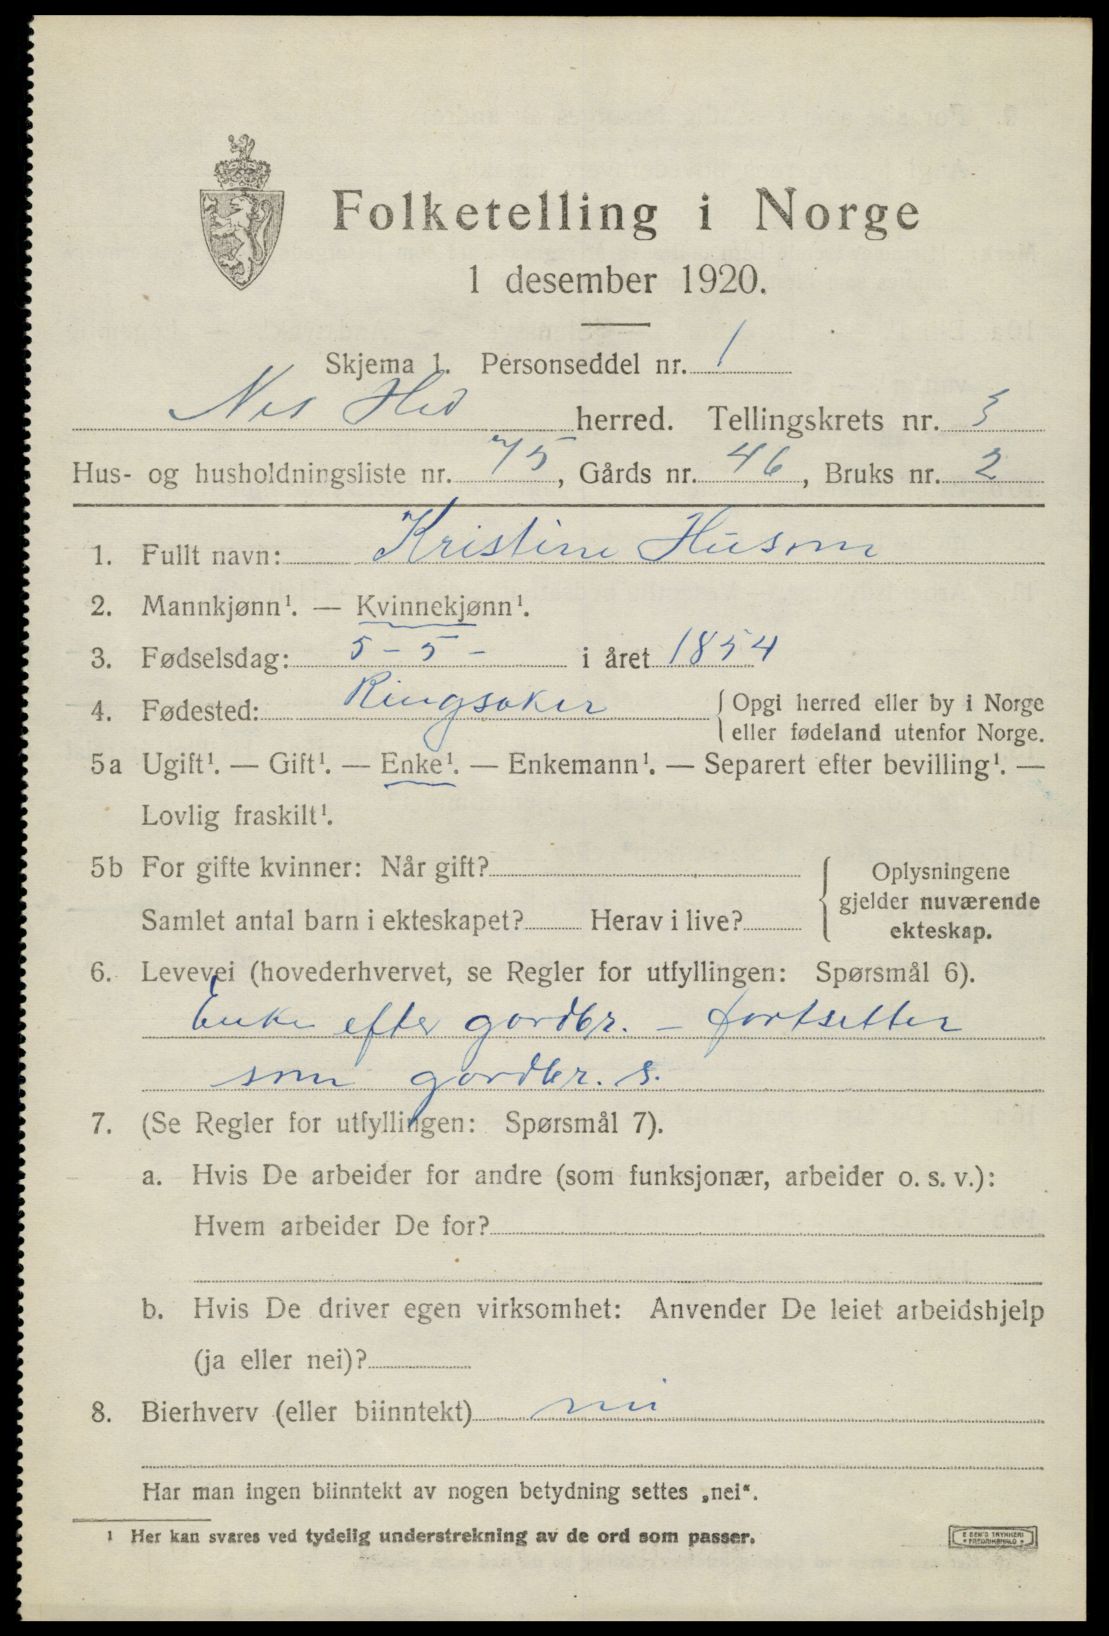 Folketelling i Norge
1 desember 1920.
Skjema 1. Personseddel nr. 1
Nes Hed herred. Tellingskrets nr. 3
Hus- og husholdningsliste nr. 75, Gårds nr. 46, Bruks nr. 2
1. Fullt navn: Kristine Husom
2. Mannkjønn¹. — Kvinnekjønn¹.
3. Fødselsdag: 5 - 5 - i året 1854
4. Fødested: Ringsaker { Opgi herred eller by i Norge
eller fødeland utenfor Norge.
5a Ugift¹. — Gift¹. — Enke¹. — Enkemann¹. — Separert efter bevilling¹. —
Lovlig fraskilt¹.
5b For gifte kvinner: Når gift?
Samlet antal barn i ekteskapet? Herav i live?
{ Oplysningene
gjelder nuværende
ekteskap.
6. Levevei (hovederhvervet, se Regler for utfyllingen: Spørsmål 6).
Enke efter gardbr. - fortsetter
som gardbr. s.
7. (Se Regler for utfyllingen: Spørsmål 7).
a. Hvis De arbeider for andre (som funksjonær, arbeider o. s. v.):
Hvem arbeider De for?
b. Hvis De driver egen virksomhet: Anvender De leiet arbeidshjelp
(ja eller nei)?
8. Bierhverv (eller biinntekt) nei
Har man ingen biinntekt av nogen betydning settes „nei“.
¹ Her kan svares ved tydelig understrekning av de ord som passer.